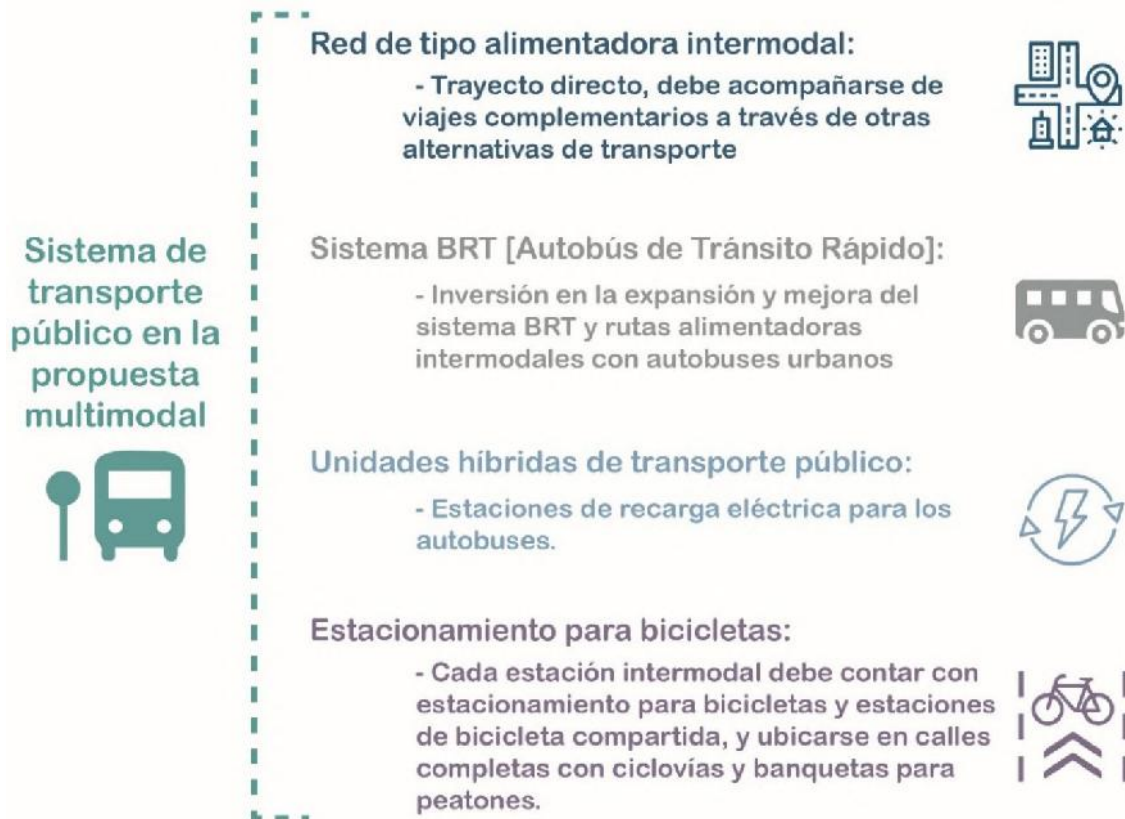 Sistema de
transporte
público en la
propuesta
multimodal
Red de tipo alimentadora intermodal:
- Trayecto directo, debe acompañarse de
viajes complementarios a través de otras
alternativas de transporte
Sistema BRT [Autobús de Tránsito Rápido]:
- Inversión en la expansión y mejora del
sistema BRT y rutas alimentadoras
intermodales con autobuses urbanos
Unidades híbridas de transporte público:
- Estaciones de recarga eléctrica para los
autobuses.
Estacionamiento para bicicletas:
- Cada estación intermodal debe contar con
estacionamiento para bicicletas y estaciones
de bicicleta compartida, y ubicarse en calles
completas con ciclovías y banquetas para
peatones.